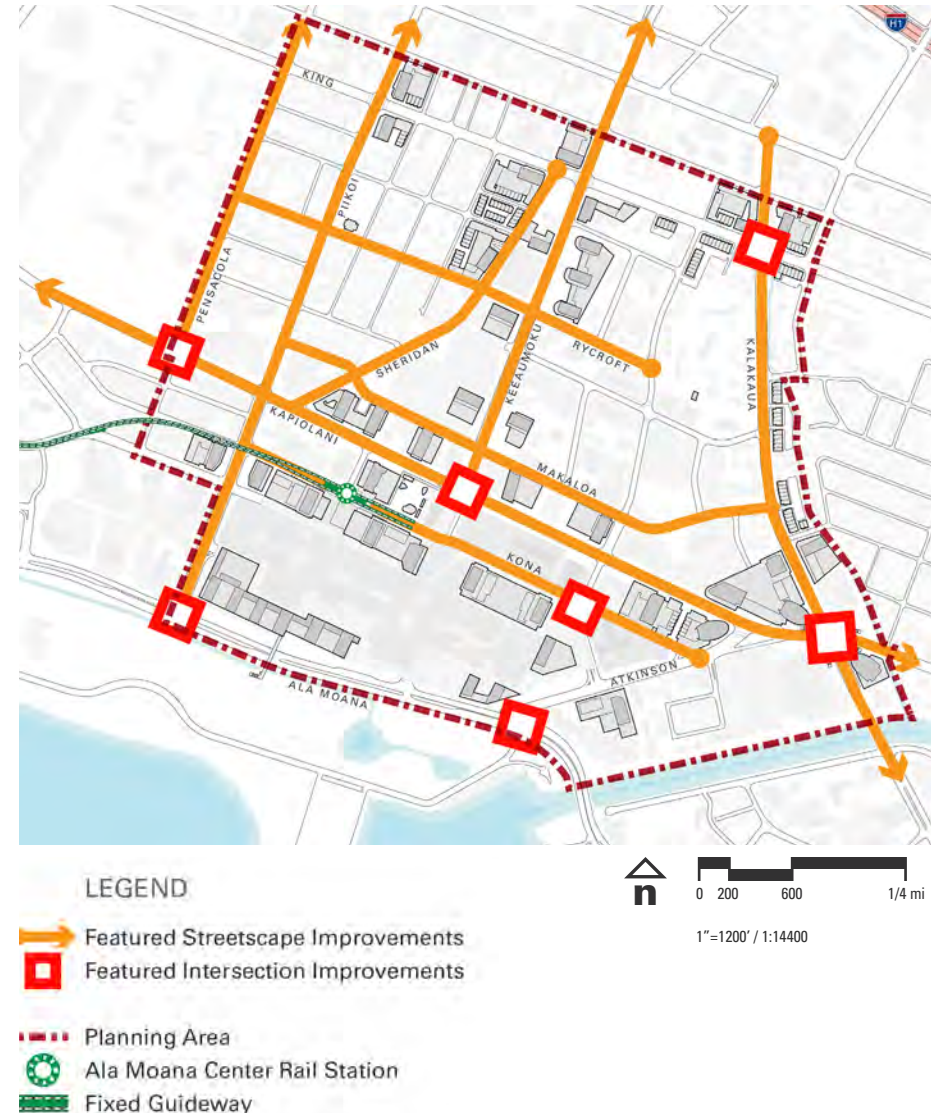 H1
KING
PIIKOI
PENSACOLA
SHERIDAN
KEEAUMOKU
RYCROFT
KALAKAUA
KAPIOLANI
MAKALOA
KONA
ATKINSON
ALA MOANA
LEGEND
Featured Streetscape Improvements
Featured Intersection Improvements
Planning Area
Ala Moana Center Rail Station
Fixed Guideway
n
0 200 600 1/4 mi
1"=1200' / 1:14400